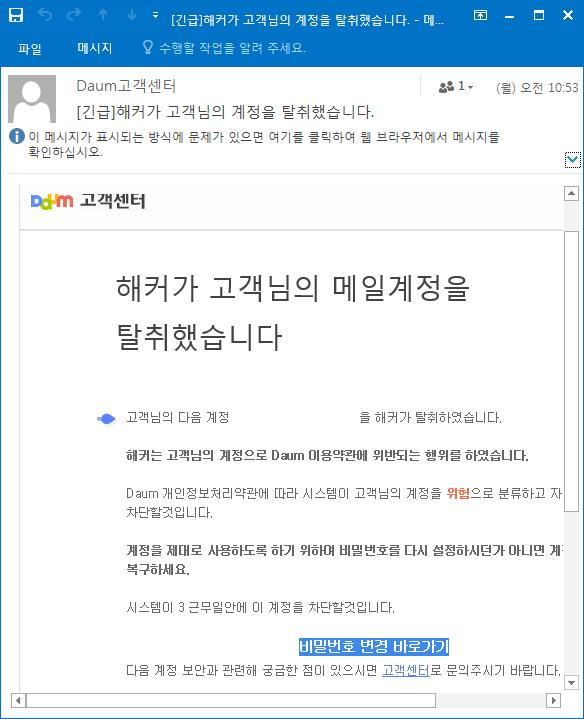 [긴급]해커가 고객님의 계정을 탈취했습니다. - 메...
파일 메시지 수행할 작업을 알려 주세요.
Daum고객센터
1
(월) 오전 10:53
[긴급]해커가 고객님의 계정을 탈취했습니다.
이 메시지가 표시되는 방식에 문제가 있으면 여기를 클릭하여 웹 브라우저에서 메시지를
확인하십시오.
Daum 고객센터
해커가 고객님의 메일계정을
탈취했습니다
고객님의 다음 계정 을 해커가 탈취하였습니다.
해커는 고객님의 계정으로 Daum 이용약관에 위반되는 행위를 하였습니다.
Daum 개인정보처리약관에 따라 시스템이 고객님의 계정을 위험으로 분류하고 자
차단할것입니다.
계정을 제대로 사용하도록 하기 위하여 비밀번호를 다시 설정하시던가 아니면
복구하세요.
시스템이 3 근무일안에 이 계정을 차단할것입니다.
비밀번호 변경 바로가기
다음 계정 보안과 관련해 궁금한 점이 있으시면 고객센터로 문의주시기 바랍니다.